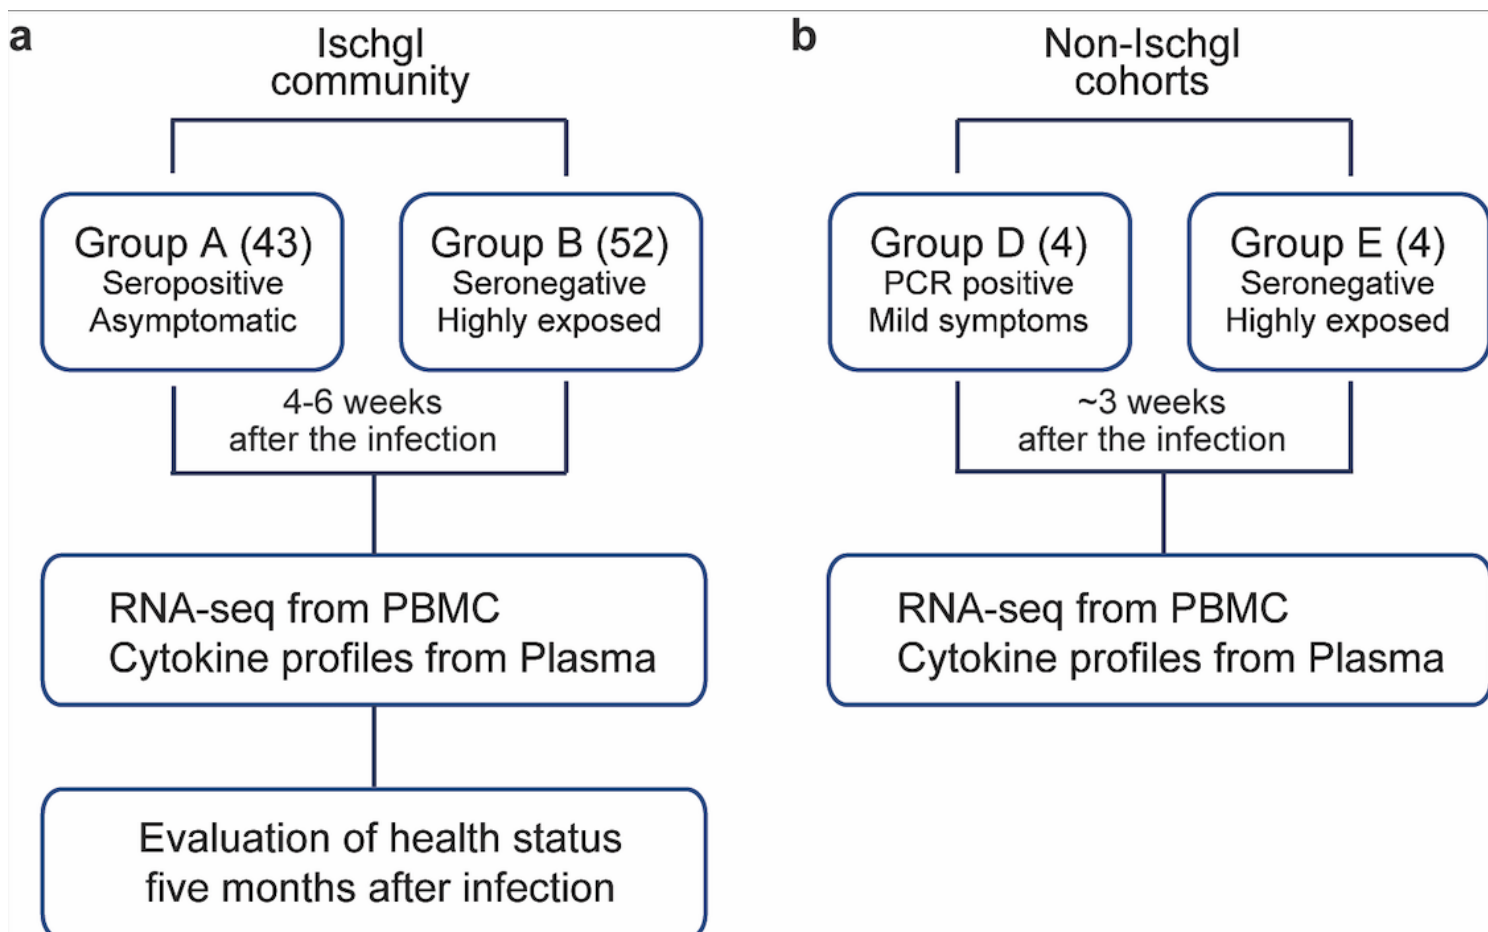 a
Ischgl
community
Group A (43)
Seropositive
Asymptomatic
Group B (52)
Seronegative
Highly exposed
4-6 weeks
after the infection
RNA-seq from PBMC
Cytokine profiles from Plasma
Evaluation of health status
five months after infection
b
Non-Ischgl
cohorts
Group D (4)
PCR positive
Mild symptoms
Group E (4)
Seronegative
Highly exposed
~3 weeks
after the infection
RNA-seq from PBMC
Cytokine profiles from Plasma